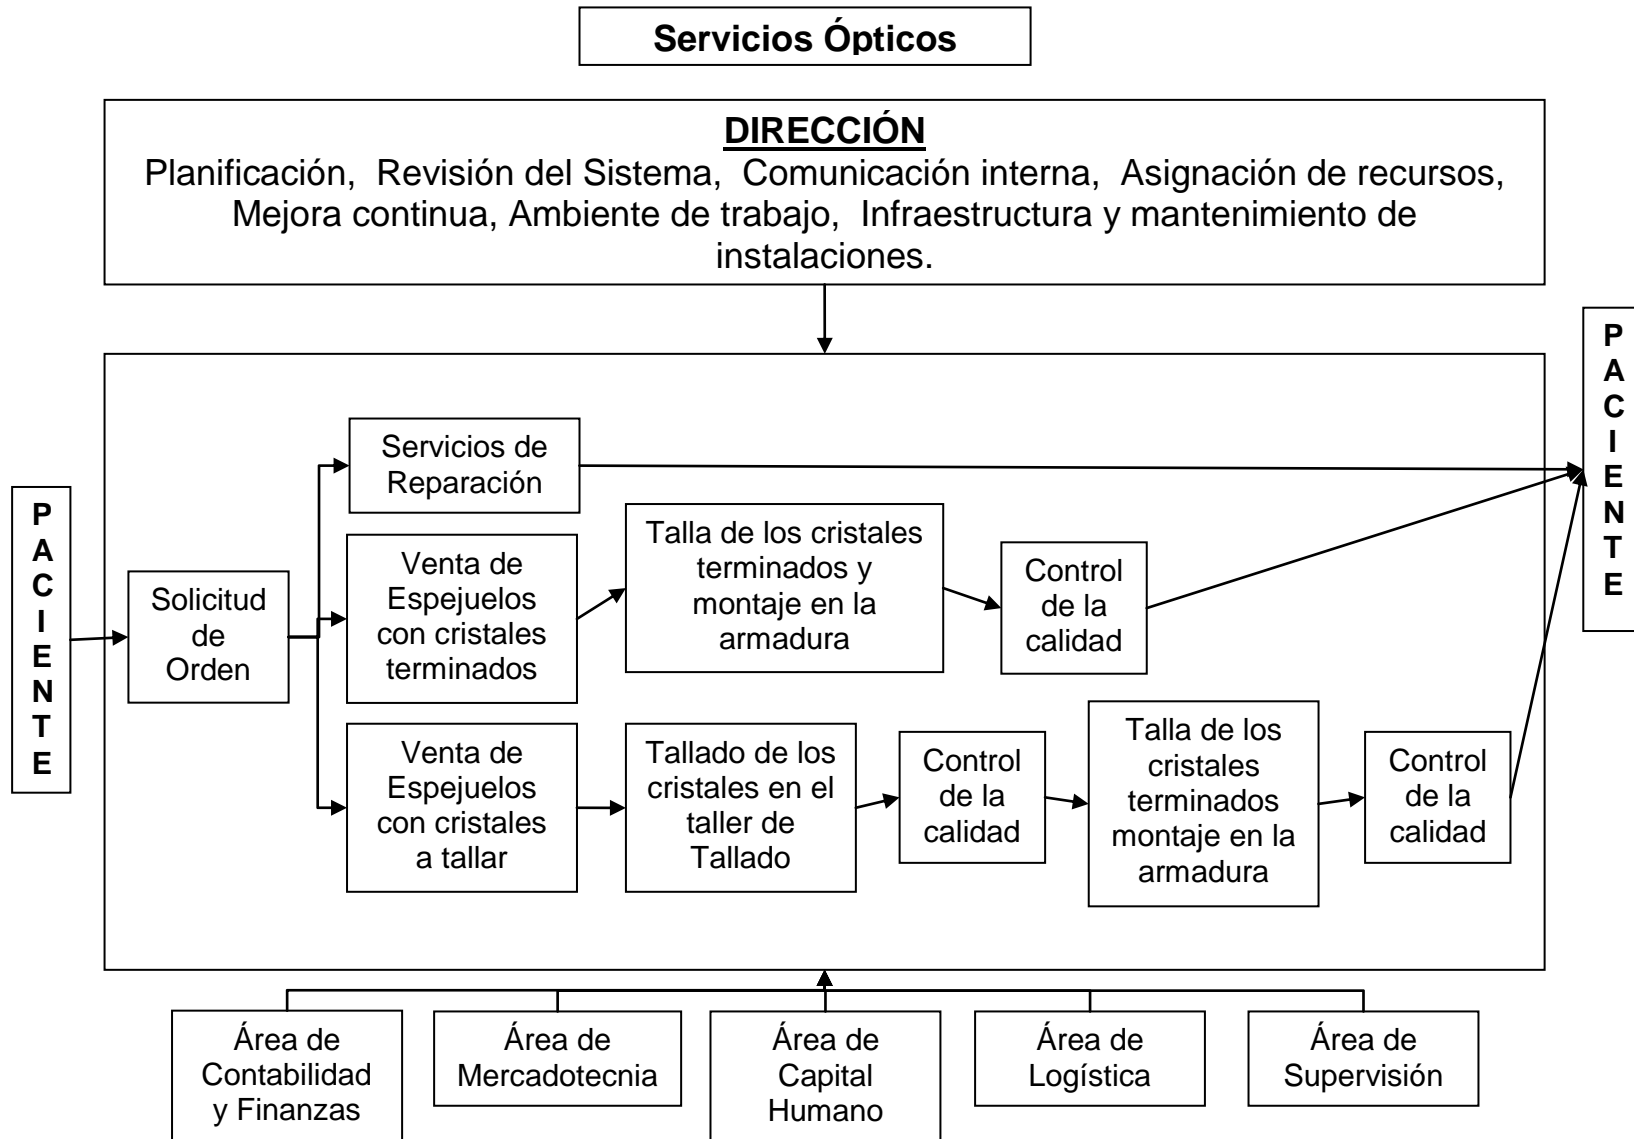 Servicios Ópticos
DIRECCIÓN
Planificación, Revisión del Sistema, Comunicación interna, Asignación de recursos,
Mejora continua, Ambiente de trabajo, Infraestructura y mantenimiento de
instalaciones.
P
A
C
I
E
N
T
E
Solicitud
de
Orden
Servicios de
Reparación
Venta de
Espejuelos
con cristales
terminados
Talla de los cristales
terminados y
montaje en la
armadura
Control
de la
calidad
Venta de
Espejuelos
con cristales
a tallar
Tallado de los
cristales en el
taller de
Tallado
Control
de la
calidad
Talla de los
cristales
terminados
montaje en la
armadura
Control
de la
calidad
P
A
C
I
E
N
T
E
Área de
Contabilidad
y Finanzas
Área de
Mercadotecnia
Área de
Capital
Humano
Área de
Logística
Área de
Supervisión